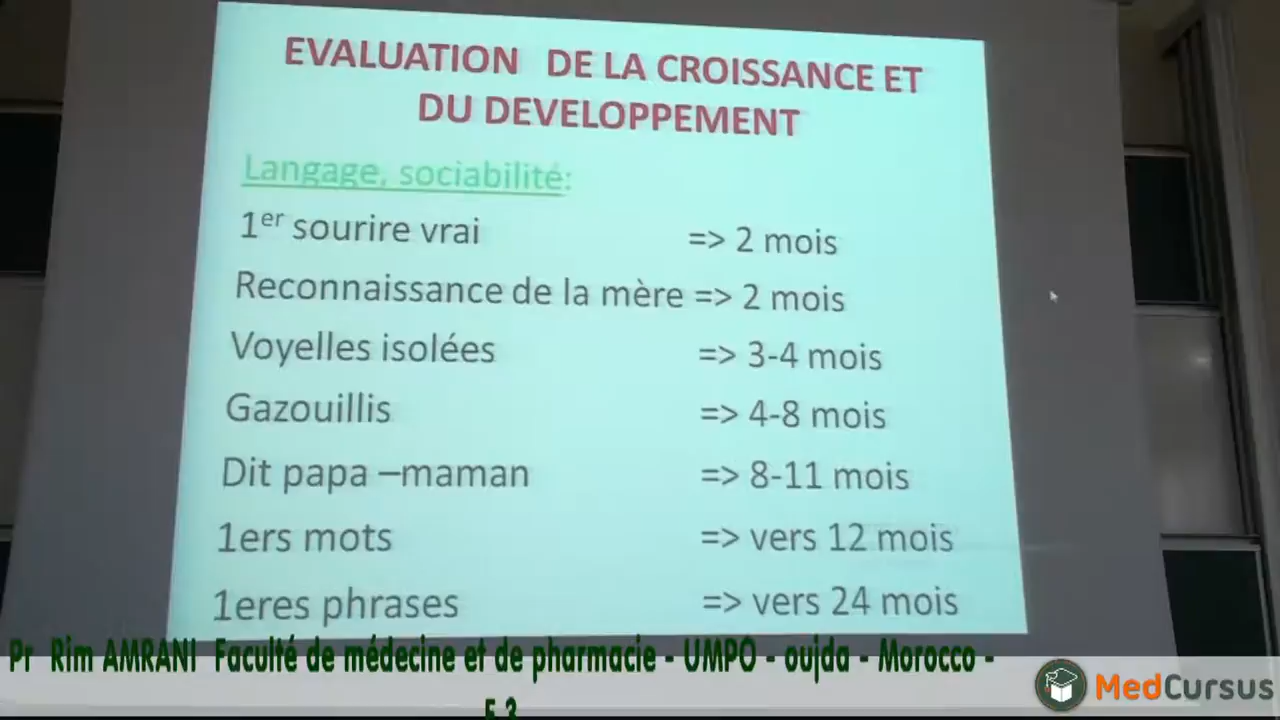 EVALUATION DE LA CROISSANCE ET
DU DEVELOPPEMENT
Langage, sociabilité:
1er sourire vrai => 2 mois
Reconnaissance de la mère => 2 mois
Voyelles isolées => 3-4 mois
Gazouillis => 4-8 mois
Dit papa –maman => 8-11 mois
1ers mots => vers 12 mois
1eres phrases => vers 24 mois
Pr Rim AMRANI Faculté de médecine et de pharmacie - UMPO - oujda - Morocco -
MedCursus